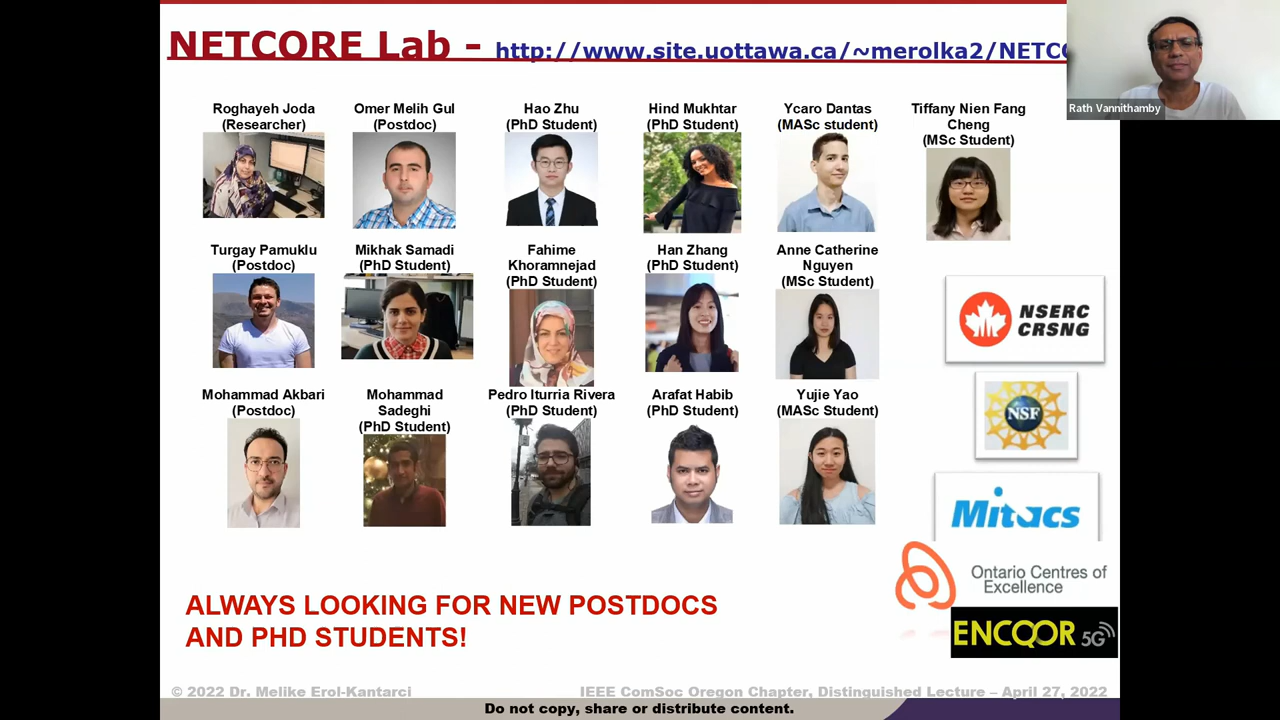 NETCORE Lab - http://www.site.uottawa.ca/~merolka2/NETC
Rath Vannithamby
Roghayeh Joda
(Researcher)
Omer Melih Gul
(Postdoc)
Hao Zhu
(PhD Student)
Hind Mukhtar
(PhD Student)
Ycaro Dantas
(MASc student)
Tiffany Nien Fang
Cheng
(MSc Student)
Turgay Pamuklu
(Postdoc)
Mikhak Samadi
(PhD Student)
Fahime
Khoramnejad
(PhD Student)
Han Zhang
(PhD Student)
Anne Catherine
Nguyen
(MSc Student)
NSERC
CRSNG
Mohammad Akbari
(Postdoc)
Mohammad
Sadeghi
(PhD Student)
Pedro Iturria Rivera
(PhD Student)
Arafat Habib
(PhD Student)
Yujie Yao
(MASc Student)
NSF
Mitacs
Ontario Centres of
Excellence
ENCQOR 5G
ALWAYS LOOKING FOR NEW POSTDOCS
AND PHD STUDENTS!
© 2022 Dr. Melike Erol-Kantarci
IEEE ComSoc Oregon Chapter, Distinguished Lecture – April 27, 2022
Do not copy, share or distribute content.